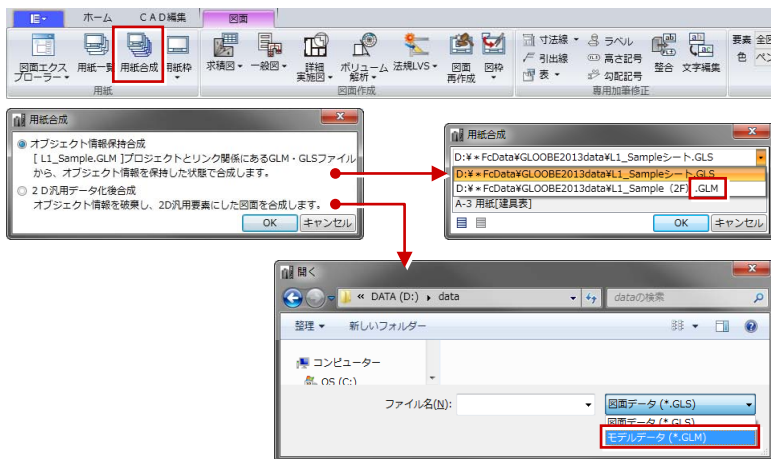 ホーム CAD編集 図面
図面エクス
プローラー
用紙一覧
用紙合成
用紙枠
求積図
一般図
詳細
実施図
ボリューム
解析
法規LVS
図面
再作成
図枠
寸法線
引出線
表
ラベル
高さ記号
勾配記号
整合
文字編集
要素 全図
色 ペン
用紙
図面作成
専用加筆修正
用紙合成
オブジェクト情報保持合成
[ L1_Sample.GLM ]プロジェクトとリンク関係にあるGLM・GLSファイル
から、オブジェクト情報を保持した状態で合成します。
2D汎用データ化後合成
オブジェクト情報を破棄し、2D汎用要素にした図面を合成します。
OK キャンセル
用紙合成
D:¥*FcData¥GLOOBE2013data¥L1_Sampleシート.GLS
D:¥*FcData¥GLOOBE2013data¥L1_Sampleシート.GLS
D:¥*FcData¥GLOOBE2013data¥L1_Sample (2F) .GLM
A-3 用紙[建具表]
OK キャンセル
開く
« DATA (D:) ▸ data
dataの検索
整理 新しいフォルダー
コンピューター
OS (C:)
ファイル名(N):
図面データ (*.GLS)
図面データ (*.GLS)
モデルデータ (*.GLM)